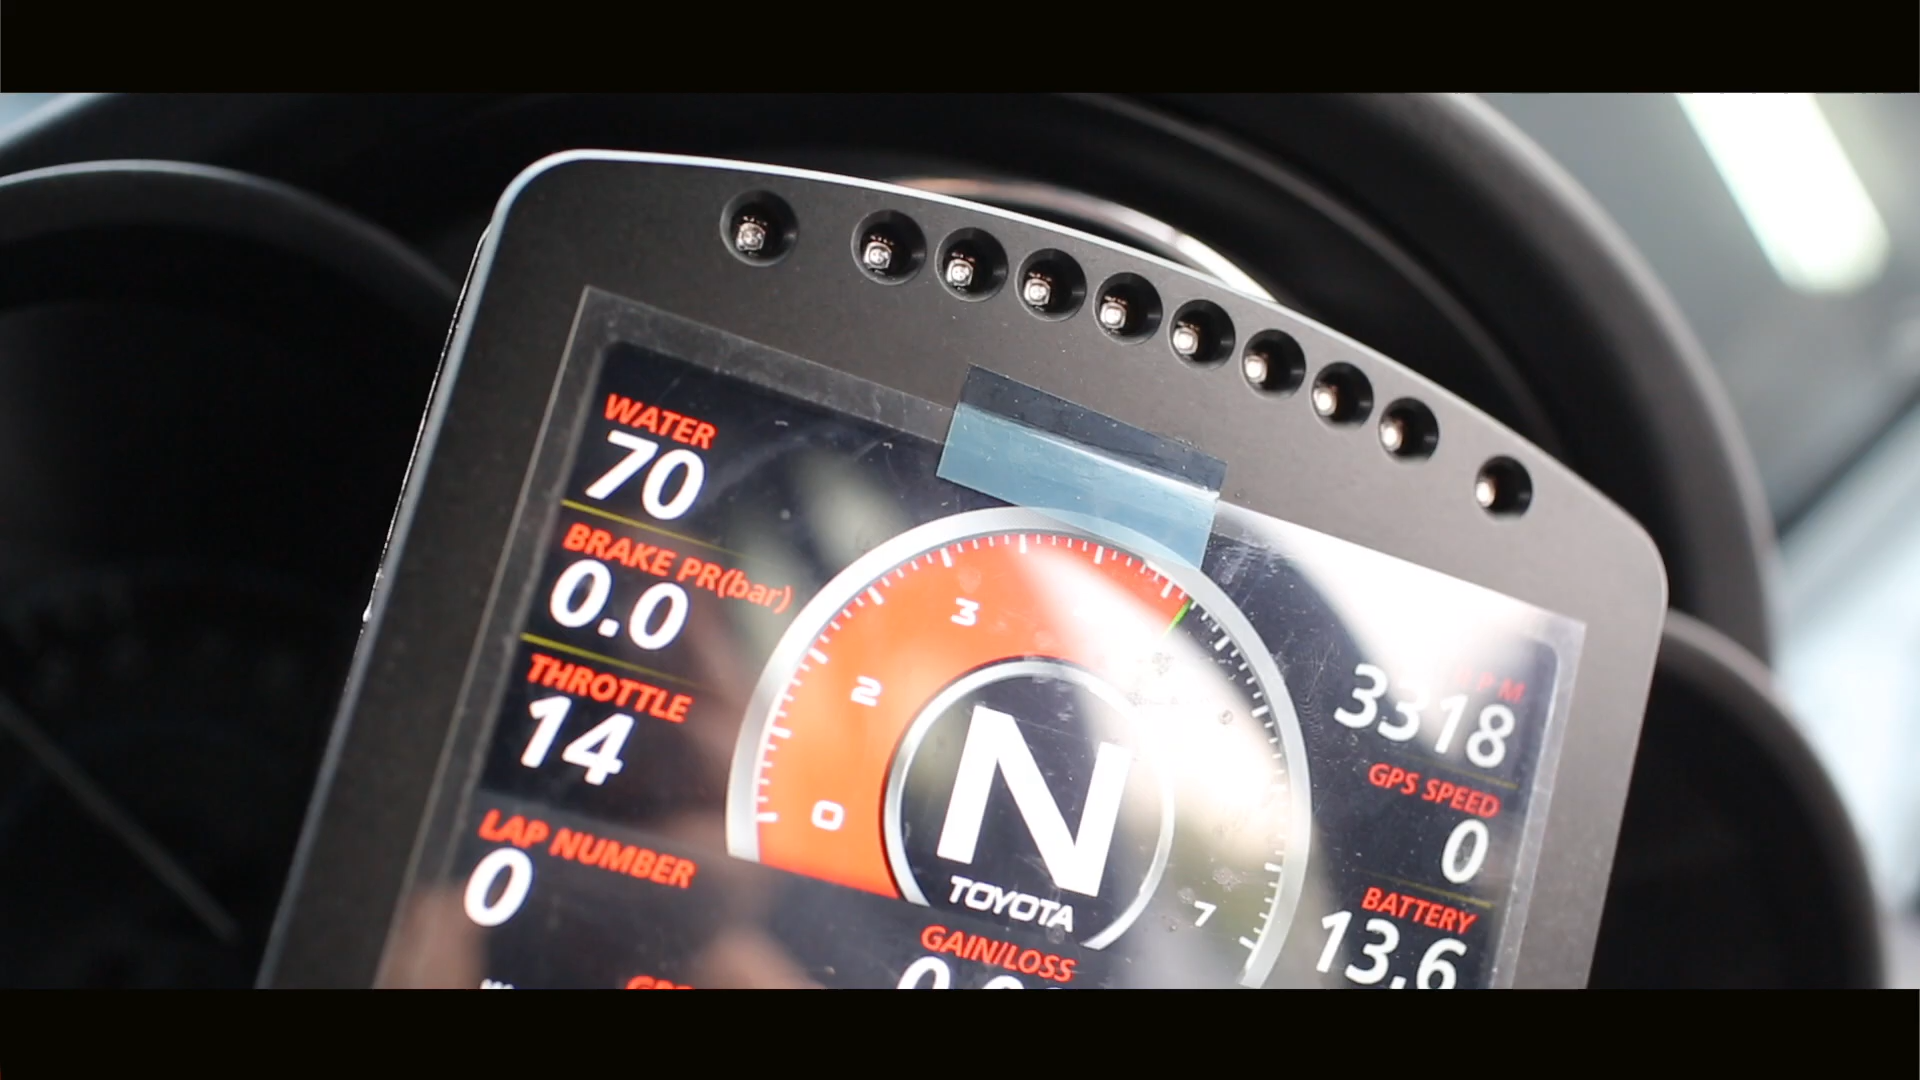 WATER
70
BRAKE PR(bar)
0.0
THROTTLE
14
LAP NUMBER
0
0
2
3
7
N
TOYOTA
GAIN/LOSS
RPM
3318
GPS SPEED
0
BATTERY
13,6